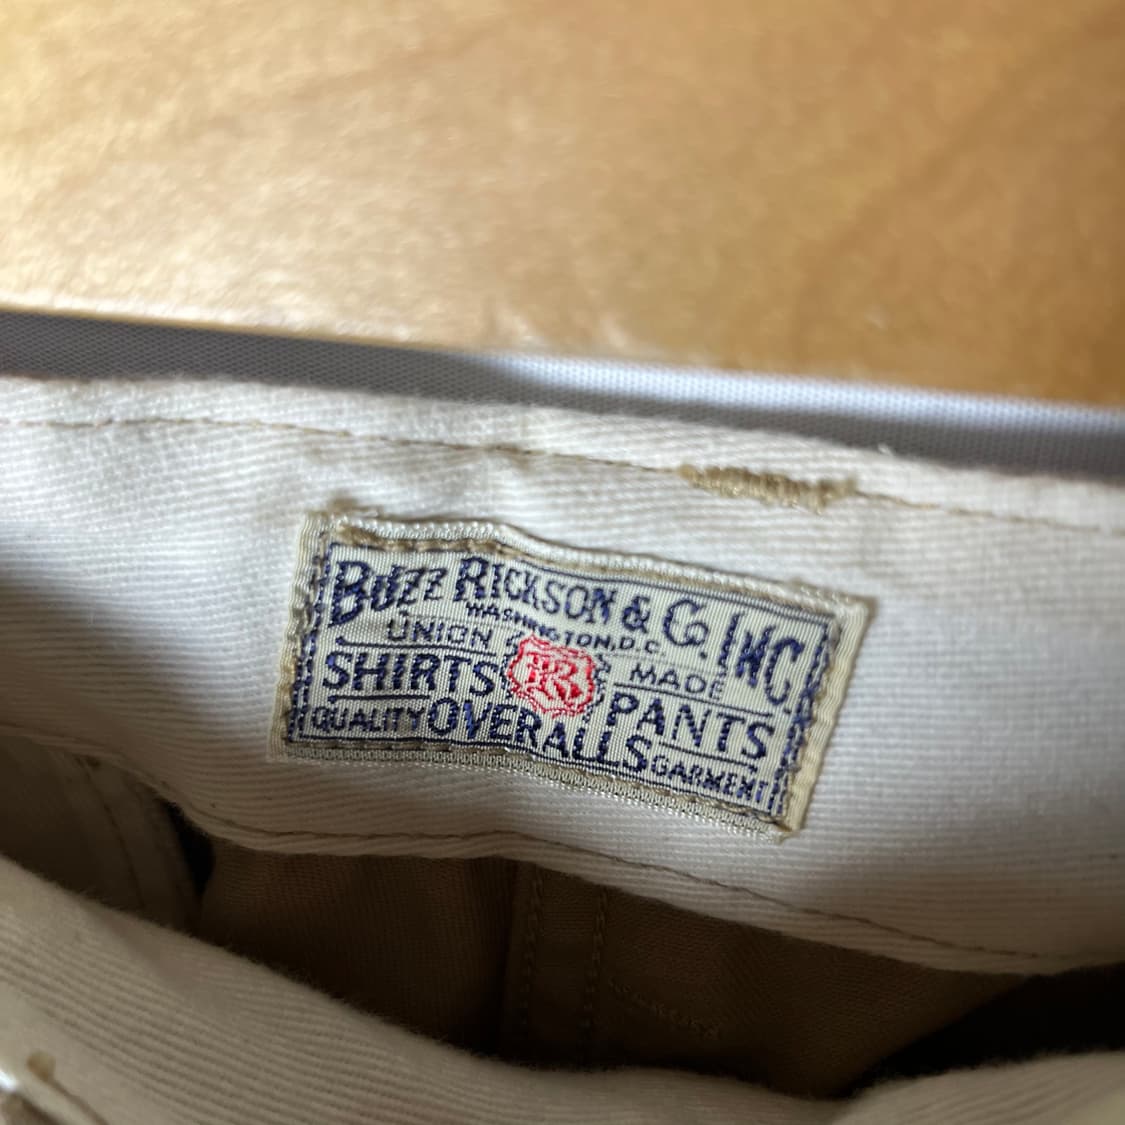 BUZZ RICKSON & Co. INC
WASHINGTON, D.C.
UNION MADE
SHIRTS BR PANTS
QUALITY OVERALLS GARMENT